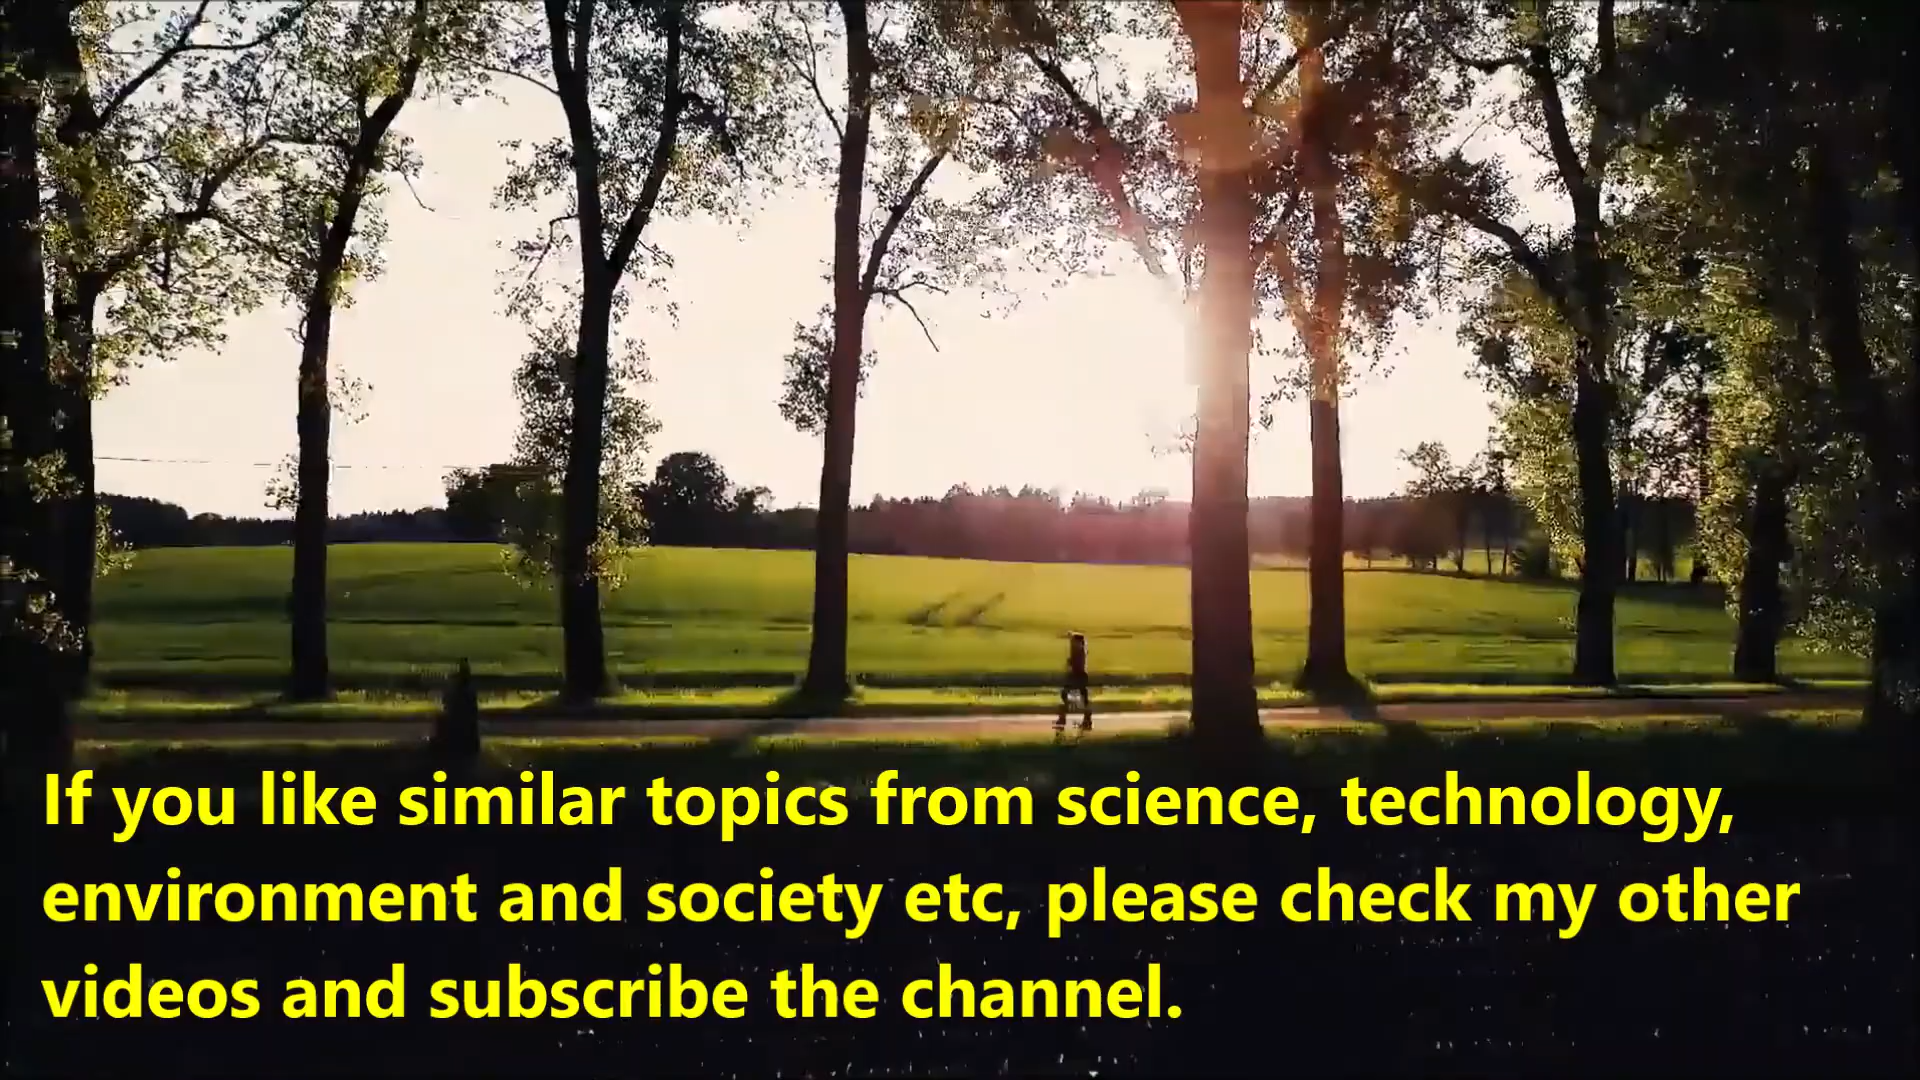 If you like similar topics from science, technology,
environment and society etc, please check my other
videos and subscribe the channel.